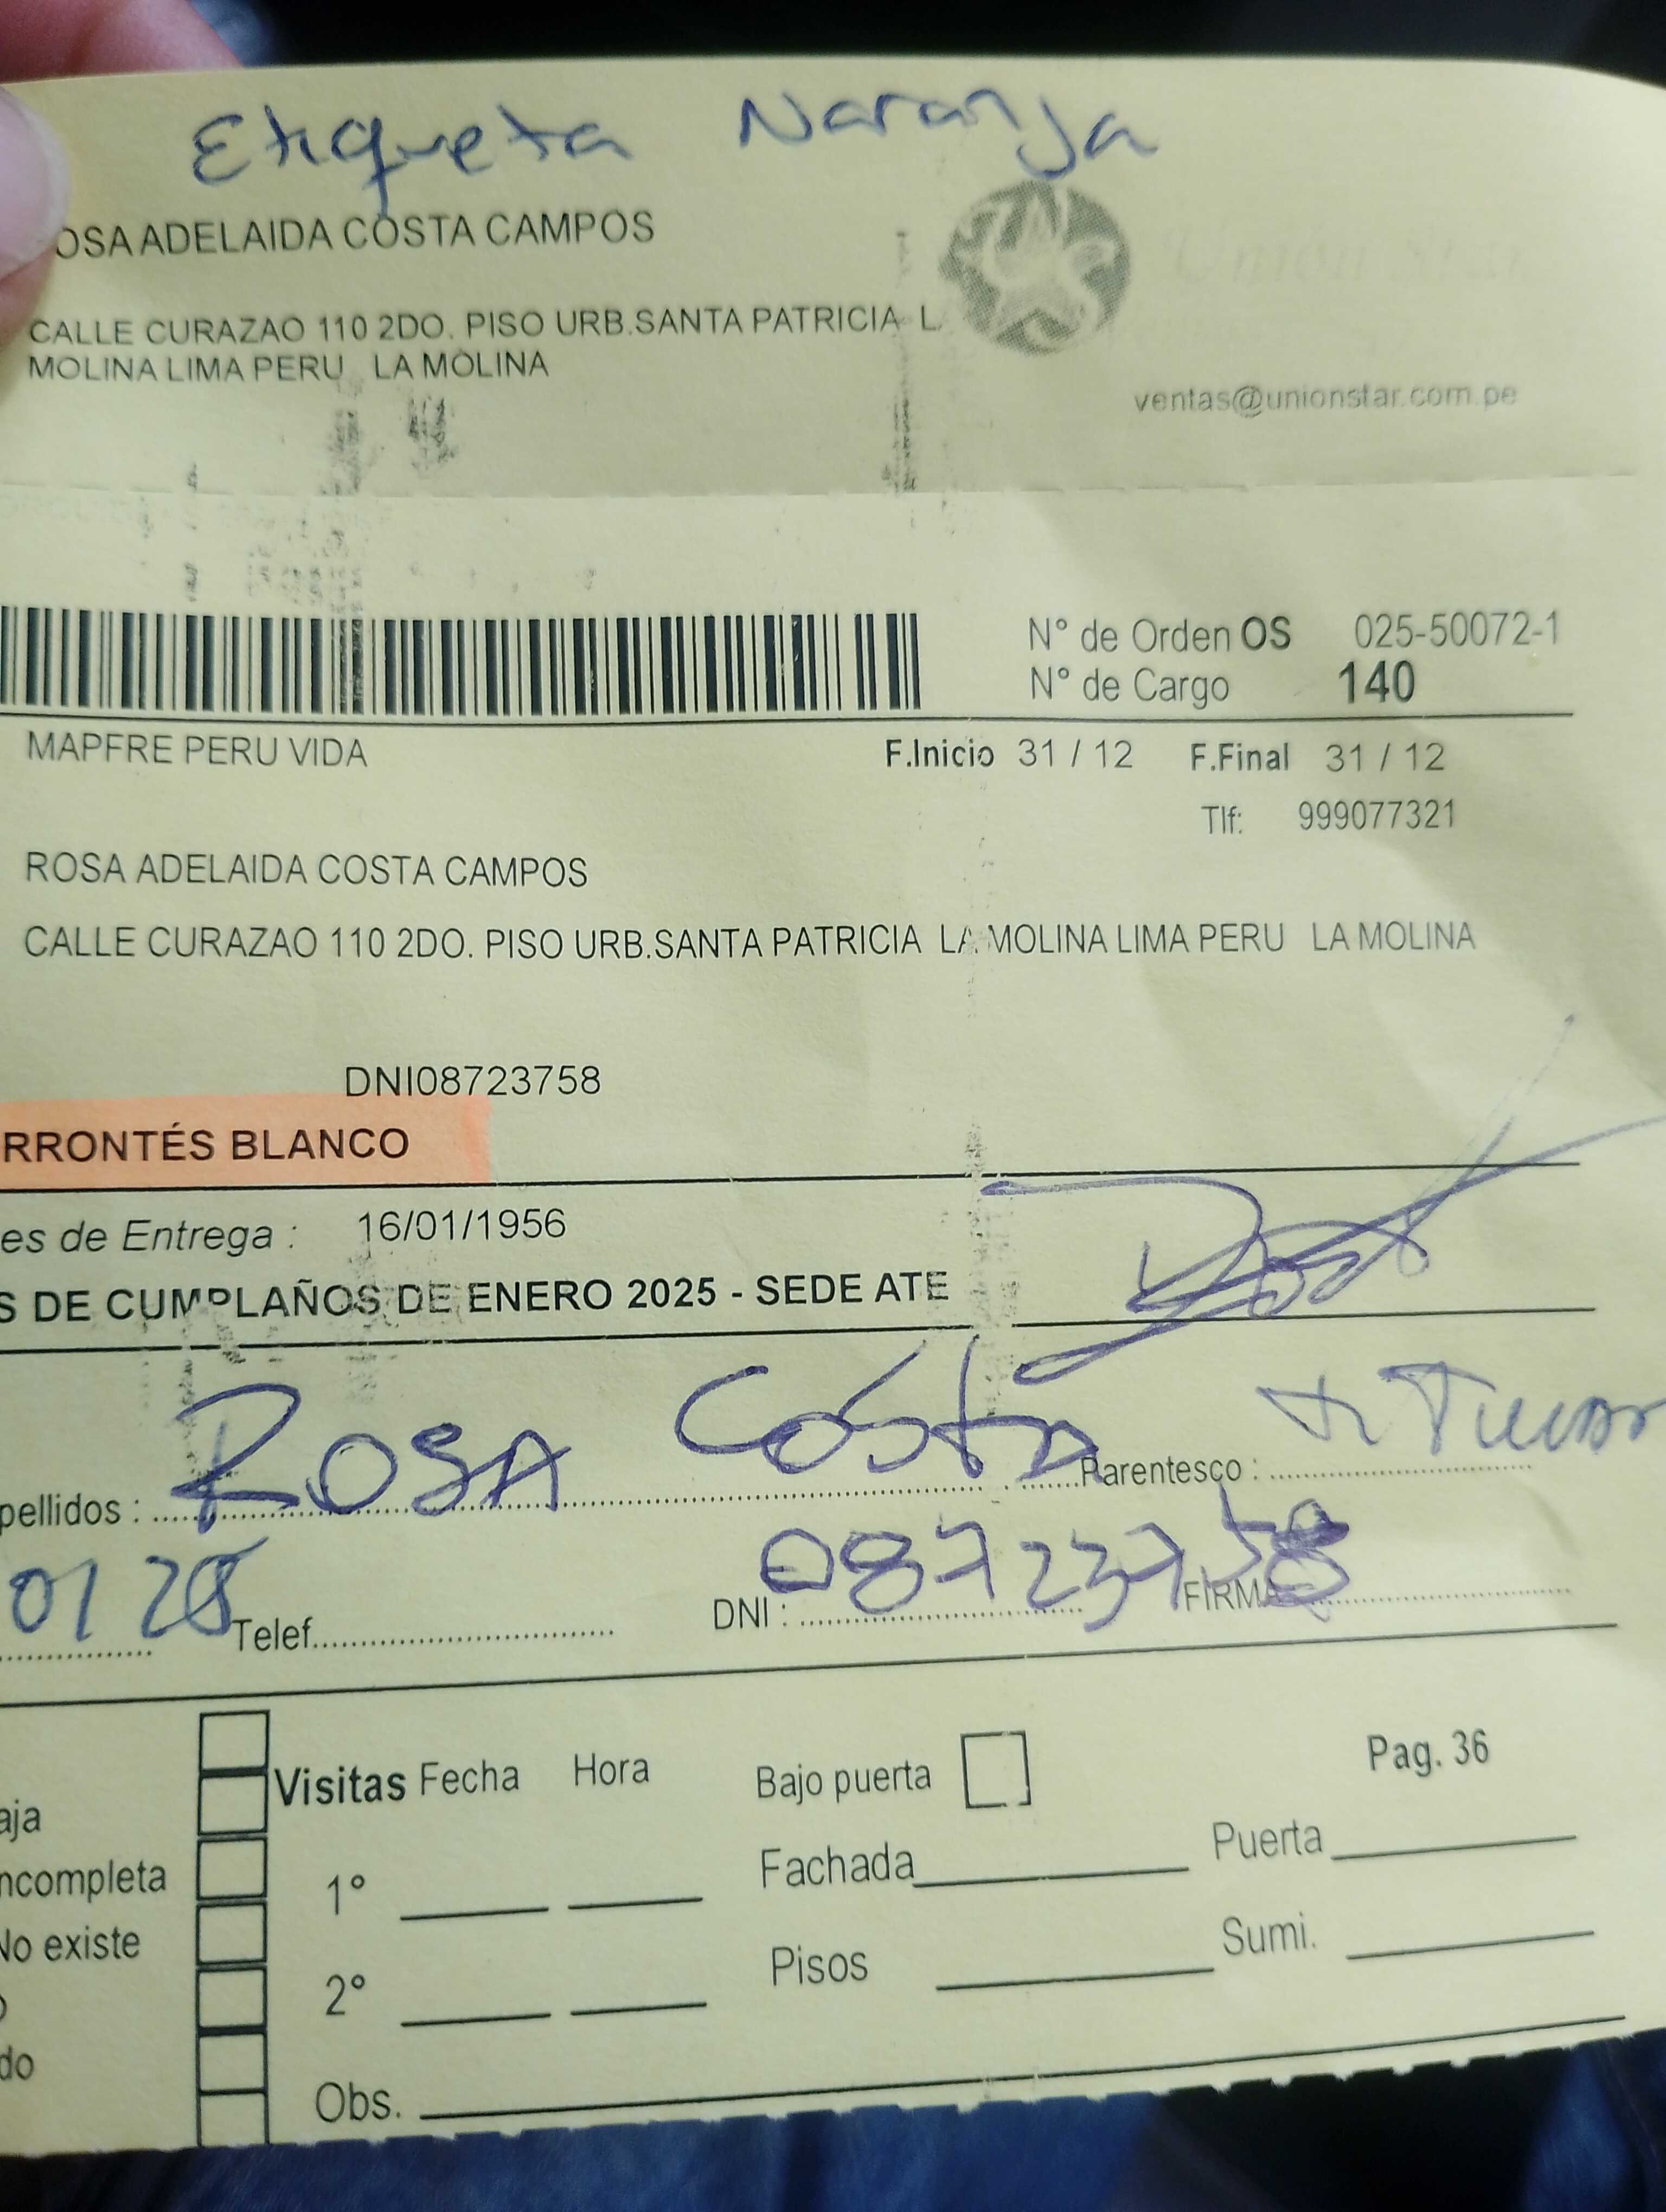 Etiqueta Naranja
OSA ADELAIDA COSTA CAMPOS
CALLE CURAZAO 110 2DO. PISO URB.SANTA PATRICIA L
MOLINA LIMA PERU LA MOLINA
Union Star
ventas@unionstar.com.pe
N° de Orden OS 025-50072-1
N° de Cargo 140
MAPFRE PERU VIDA F.Inicio 31 / 12 F.Final 31 / 12
Tlf: 999077321
ROSA ADELAIDA COSTA CAMPOS
CALLE CURAZAO 110 2DO. PISO URB.SANTA PATRICIA LA MOLINA LIMA PERU LA MOLINA
DNI08723758
RRONTÉS BLANCO
es de Entrega : 16/01/1956
S DE CUMPLAÑOS DE ENERO 2025 - SEDE ATE
pellidos : ROSA COSTA Parentesco :
01 25 Telef. DNI : 08723758 FIRMA
Visitas Fecha Hora Bajo puerta Pag. 36
aja
ncompleta 1° Fachada Puerta
No existe
2° Pisos Sumi.
o
do
Obs.